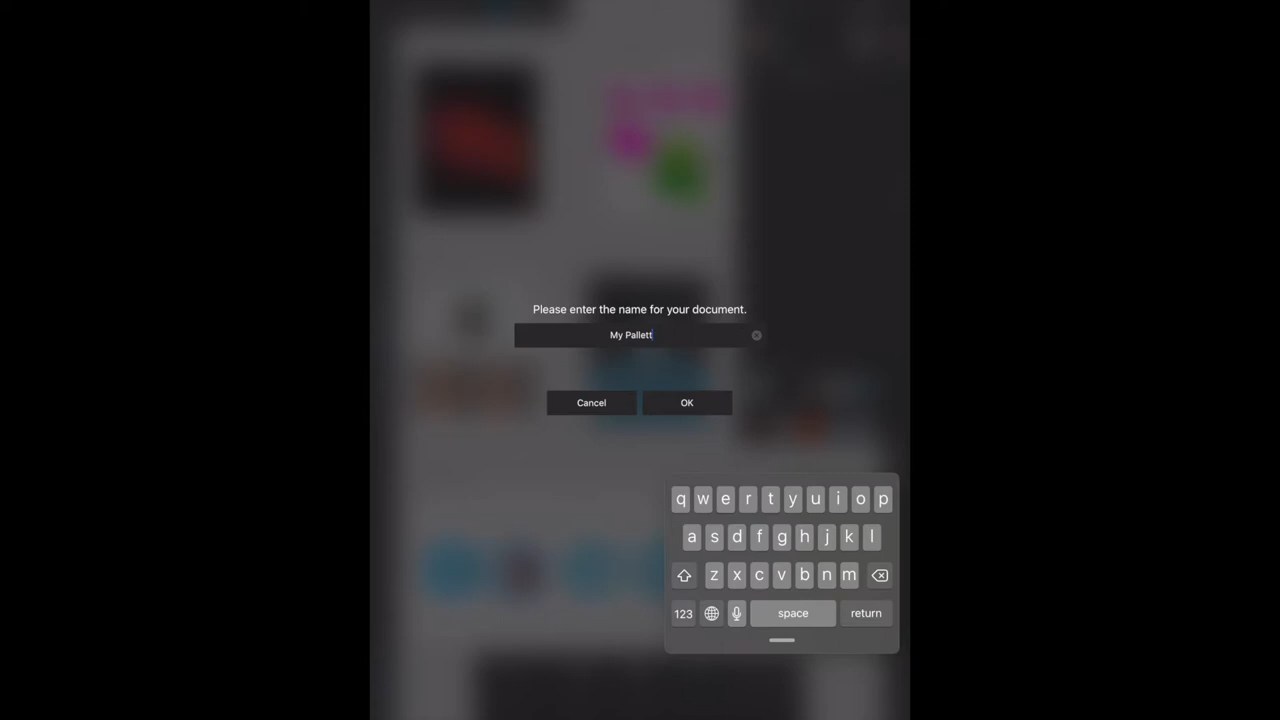 Please enter the name for your document.
My Pallett
Cancel OK
q w e r t y u i o p
a s d f g h j k l
z x c v b n m
123 space return